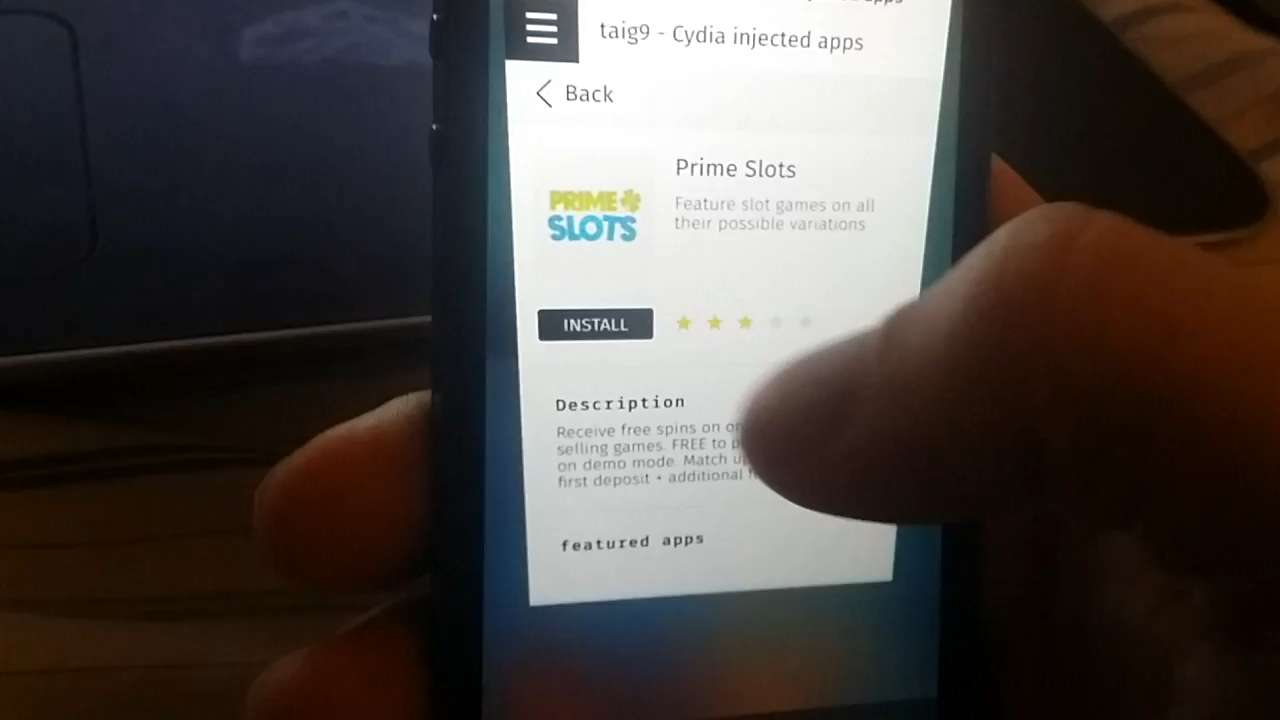 apps
taig9 - Cydia injected apps
Back
Prime Slots
PRIME
SLOTS
Feature slot games on all
their possible variations
INSTALL
Description
Receive free spins on
selling games. FREE to
on demo mode. Match
first deposit + additional
featured apps